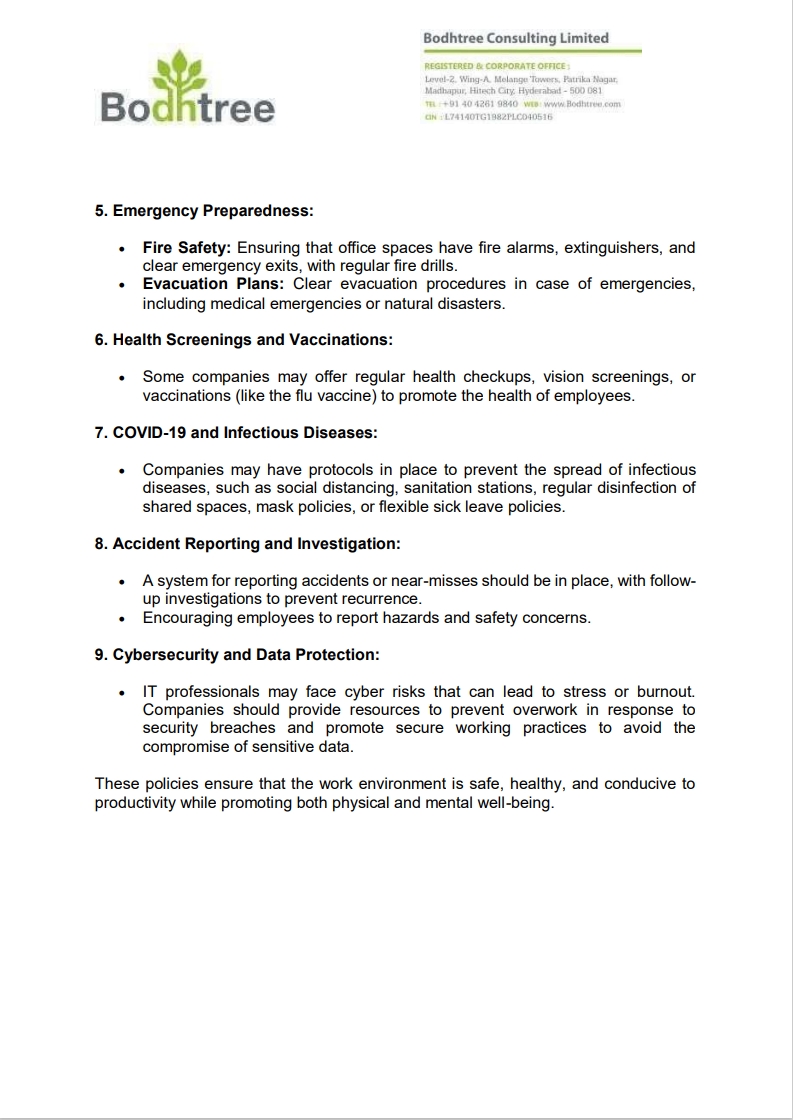 Bodhtree
Bodhtree Consulting Limited
REGISTERED & CORPORATE OFFICE :
Level-2, Wing-A, Melange Towers, Patrika Nagar,
Madhapur, Hitech City, Hyderabad - 500 081
TEL : +91 40 4261 9840 WEB : www.Bodhtree.com
CIN : L74140TG1982PLC040516
5. Emergency Preparedness:
• Fire Safety: Ensuring that office spaces have fire alarms, extinguishers, and
clear emergency exits, with regular fire drills.
• Evacuation Plans: Clear evacuation procedures in case of emergencies,
including medical emergencies or natural disasters.
6. Health Screenings and Vaccinations:
• Some companies may offer regular health checkups, vision screenings, or
vaccinations (like the flu vaccine) to promote the health of employees.
7. COVID-19 and Infectious Diseases:
• Companies may have protocols in place to prevent the spread of infectious
diseases, such as social distancing, sanitation stations, regular disinfection of
shared spaces, mask policies, or flexible sick leave policies.
8. Accident Reporting and Investigation:
• A system for reporting accidents or near-misses should be in place, with follow-
up investigations to prevent recurrence.
• Encouraging employees to report hazards and safety concerns.
9. Cybersecurity and Data Protection:
• IT professionals may face cyber risks that can lead to stress or burnout.
Companies should provide resources to prevent overwork in response to
security breaches and promote secure working practices to avoid the
compromise of sensitive data.
These policies ensure that the work environment is safe, healthy, and conducive to
productivity while promoting both physical and mental well-being.